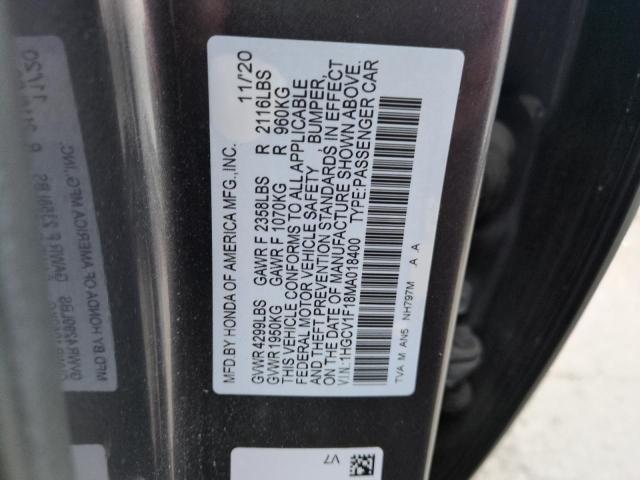 MFD.BY HONDA OF AMERICA MFG.,INC. 11/'20
GVWR 4299LBS GAWR F 2358LBS R 2116LBS
GVWR 1950KG GAWR F 1070KG R 960KG
THIS VEHICLE CONFORMS TO ALL APPLICABLE
FEDERAL MOTOR VEHICLE SAFETY, BUMPER,
AND THEFT PREVENTION STANDARDS IN EFFECT
ON THE DATE OF MANUFACTURE SHOWN ABOVE.
V.I.N-1HGCV1F18MA018400 TYPE:PASSENGER CAR
TVA M AN5 NH797M A A
V7